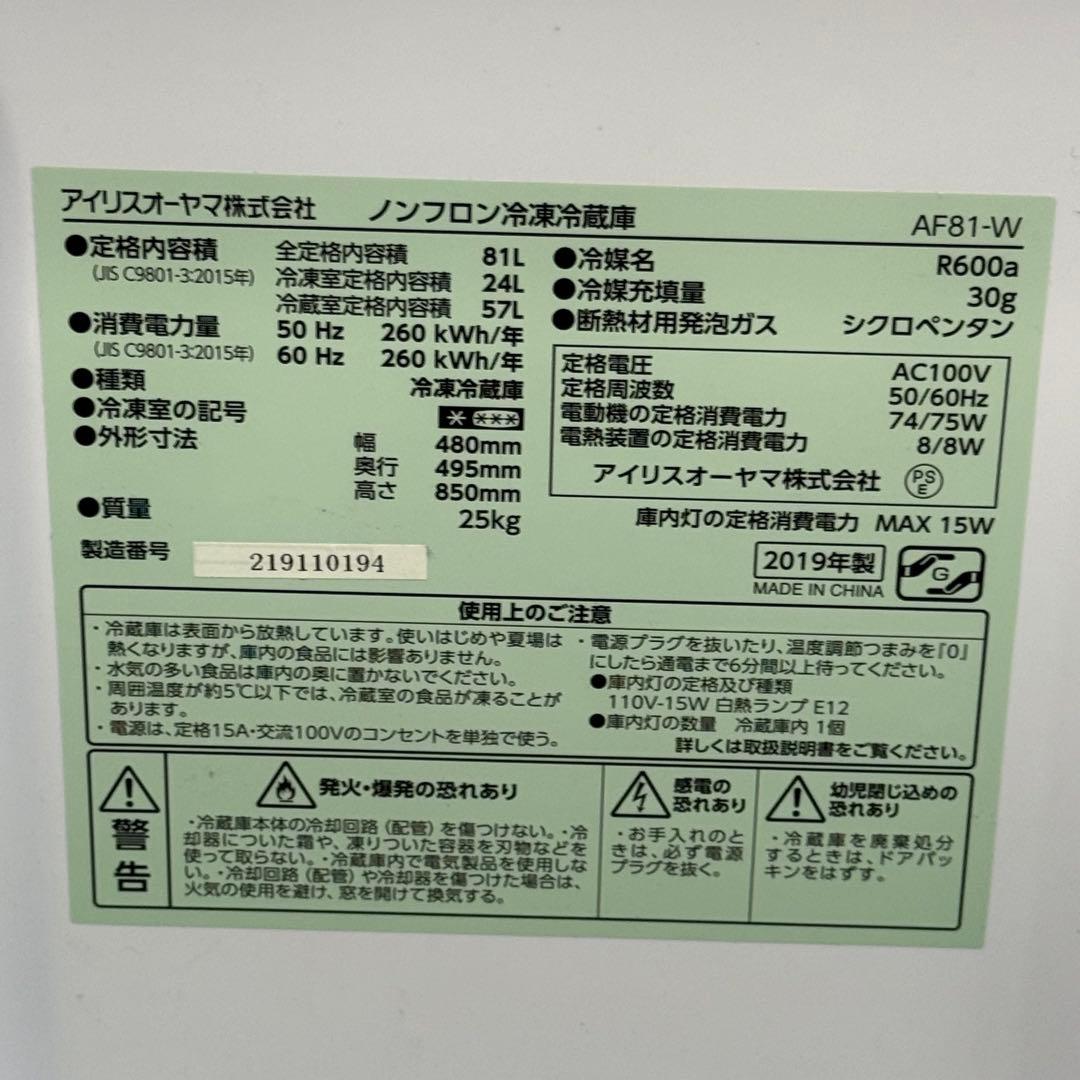 アイリスオーヤマ株式会社 ノンフロン冷凍冷蔵庫 AF81-W
●定格内容積 全定格内容積 81L
(JIS C9801-3:2015年) 冷凍室定格内容積 24L
冷蔵室定格内容積 57L
●消費電力量 50 Hz 260 kWh/年
(JIS C9801-3:2015年) 60 Hz 260 kWh/年
●種類 冷凍冷蔵庫
●冷凍室の記号 * ***
●外形寸法 幅 480mm
奥行 495mm
高さ 850mm
●質量 25kg
製造番号 219110194
●冷媒名 R600a
●冷媒充填量 30g
●断熱材用発泡ガス シクロペンタン
定格電圧 AC100V
定格周波数 50/60Hz
電動機の定格消費電力 74/75W
電熱装置の定格消費電力 8/8W
アイリスオーヤマ株式会社 PS E
庫内灯の定格消費電力 MAX 15W
2019年製
MADE IN CHINA
G
使用上のご注意
・冷蔵庫は表面から放熱しています。使いはじめや夏場は
熱くなりますが、庫内の食品には影響ありません。
・水気の多い食品は庫内の奥に置かないでください。
・周囲温度が約5℃以下では、冷蔵室の食品が凍ることが
あります。
・電源は、定格15A・交流100Vのコンセントを単独で使う。
・電源プラグを抜いたり、温度調節つまみを『0』
にしたら通電まで6分間以上待ってください。
●庫内灯の定格及び種類
110V-15W 白熱ランプ E12
●庫内灯の数量 冷蔵庫内 1個
詳しくは取扱説明書をご覧ください。
警告
発火・爆発の恐れあり
・冷蔵庫本体の冷却回路（配管）を傷つけない。・冷
却器についた霜や、凍りついた容器を刃物などを
使って取らない。・冷蔵庫内で電気製品を使用しな
い。・冷却回路（配管）や冷却器を傷つけた場合は、
火気の使用を避け、窓を開けて換気する。
感電の
恐れあり
・お手入れのと
きは、必ず電源
プラグを抜く。
幼児閉じ込めの
恐れあり
・冷蔵庫を廃棄処分
するときは、ドアパッ
キンをはずす。